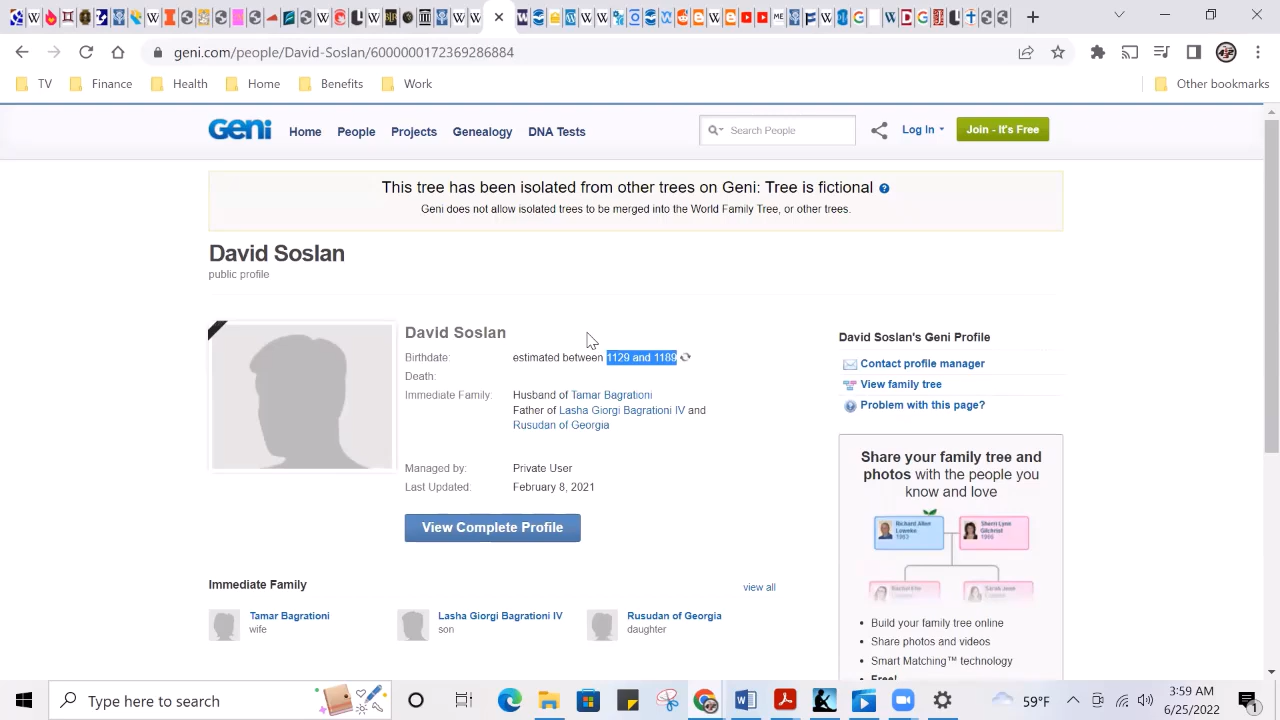 geni.com/people/David-Soslan/6000000172369286884
TV
Finance
Health
Home
Benefits
Work
Other bookmarks
Geni
Home
People
Projects
Genealogy
DNA Tests
Search People
Log In
Join - It's Free
This tree has been isolated from other trees on Geni: Tree is fictional
Geni does not allow isolated trees to be merged into the World Family Tree, or other trees.
David Soslan
public profile
David Soslan
Birthdate: estimated between 1129 and 1189
Death:
Immediate Family: Husband of Tamar Bagrationi
Father of Lasha Giorgi Bagrationi IV and
Rusudan of Georgia
Managed by: Private User
Last Updated: February 8, 2021
View Complete Profile
David Soslan's Geni Profile
Contact profile manager
View family tree
Problem with this page?
Share your family tree and
photos with the people you
know and love
Build your family tree online
Share photos and videos
Smart Matching™ technology
Free!
Immediate Family
view all
Tamar Bagrationi
wife
Lasha Giorgi Bagrationi IV
son
Rusudan of Georgia
daughter
Type here to search
59°F
3:59 AM
6/25/2022
1